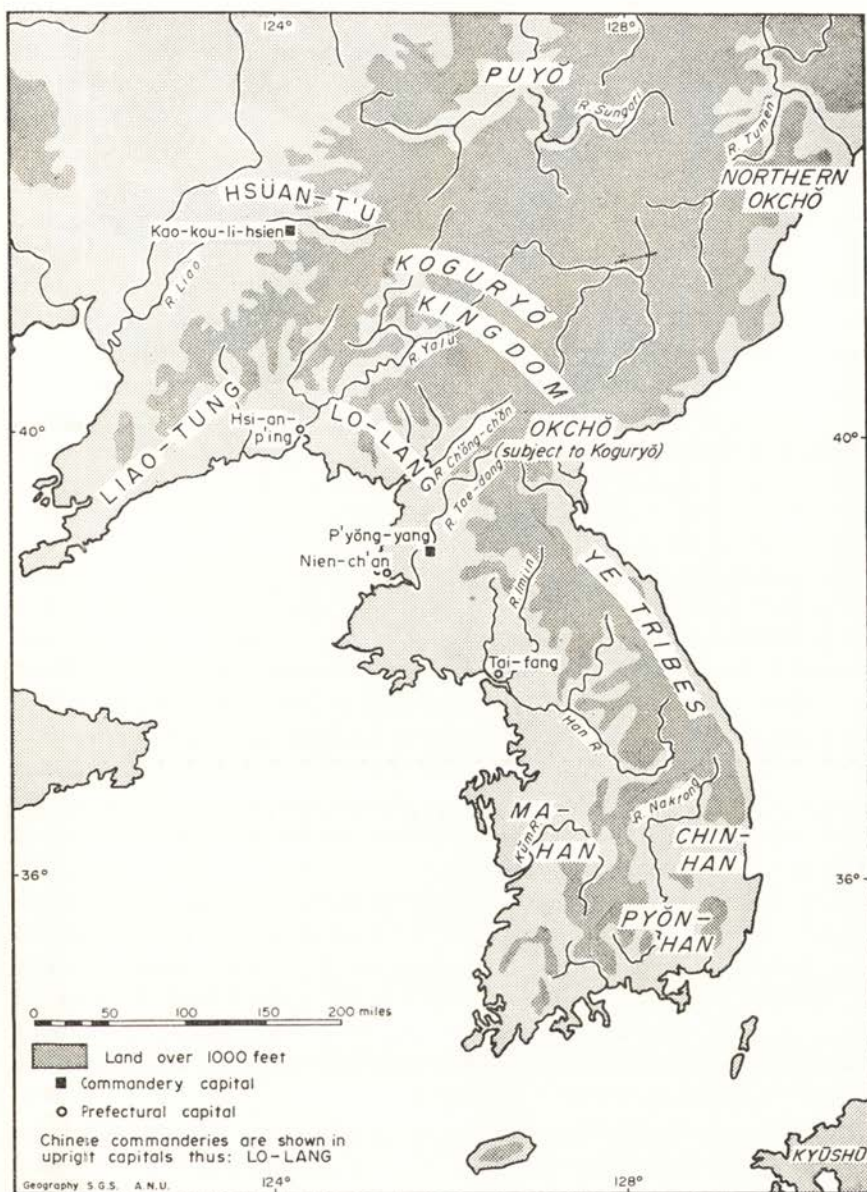 124°
128°
PUYŎ
R. Sungari
R. Tumen
NORTHERN
OKCHŎ
HSÜAN-T'U
Kao-kou-li-hsien
R. Liao
KOGURYŎ
KINGDOM
R. Yalu
40°
LIAO-TUNG
Hsi-an-
p'ing
LO-LANG
R. Ch'ŏng-ch'ŏn
OKCHŎ
(subject to Koguryŏ)
40°
R. Tae-dong
P'yŏng-yang
Nien-ch'an
R. Imjin
YE TRIBES
Tai-fang
Han R.
MA-
HAN
Kŭm R.
R. Naktong
CHIN-
HAN
36°
36°
PYŎN-
HAN
0 50 100 150 200 miles
Land over 1000 feet
Commandery capital
Prefectural capital
Chinese commanderies are shown in
upright capitals thus: LO-LANG
Geography S.G.S. A.N.U.
124°
128°
KYŪSHŪ